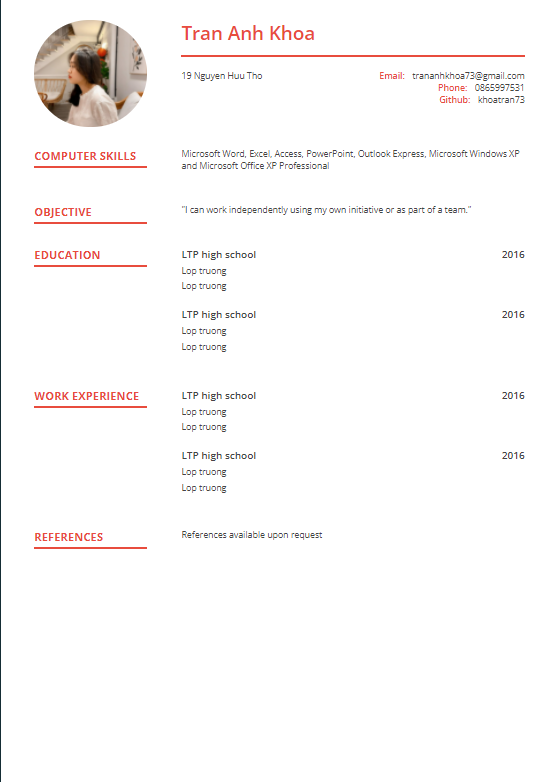 Tran Anh Khoa
19 Nguyen Huu Tho
Email: trananhkhoa73@gmail.com
Phone: 0865997531
Github: khoatran73
COMPUTER SKILLS
Microsoft Word, Excel, Access, PowerPoint, Outlook Express, Microsoft Windows XP
and Microsoft Office XP Professional
OBJECTIVE
"I can work independently using my own initiative or as part of a team."
EDUCATION
LTP high school 2016
Lop truong
Lop truong
LTP high school 2016
Lop truong
Lop truong
WORK EXPERIENCE
LTP high school 2016
Lop truong
Lop truong
LTP high school 2016
Lop truong
Lop truong
REFERENCES
References available upon request